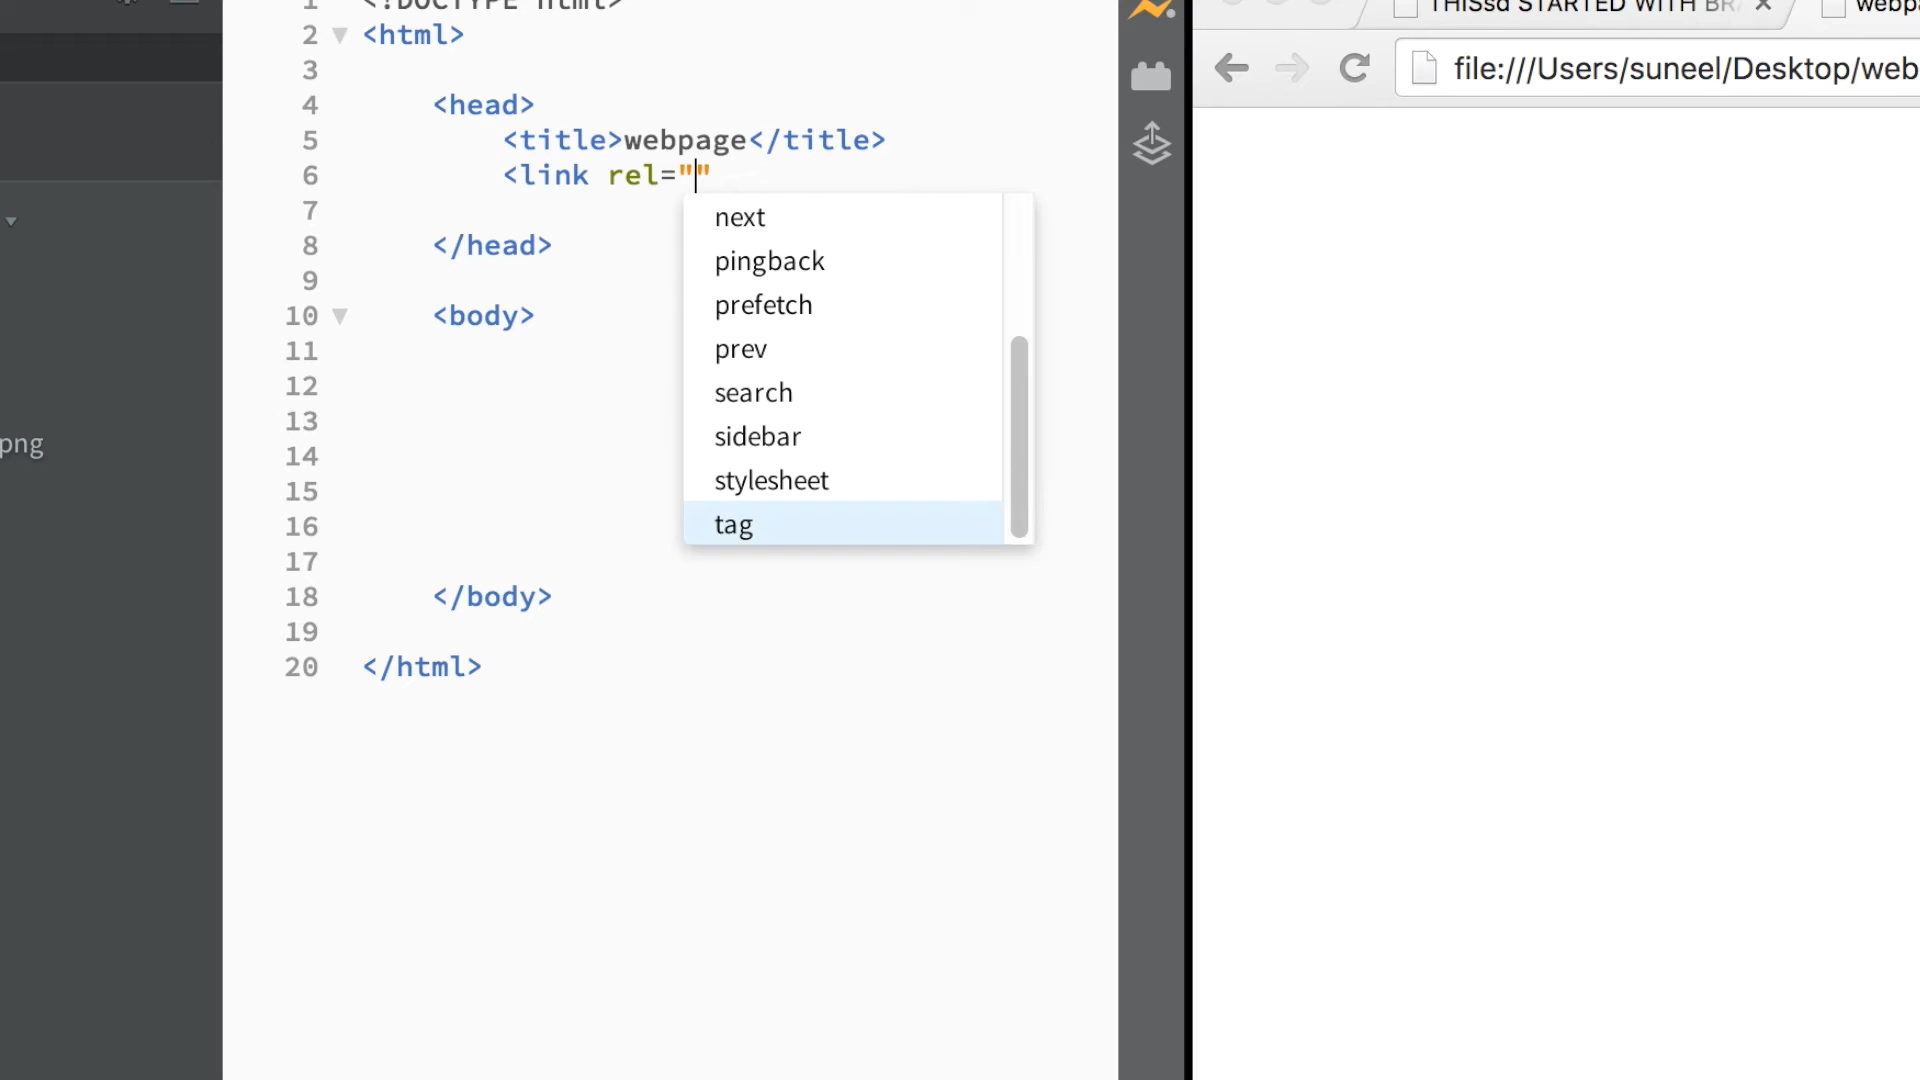 1 <!DOCTYPE html>
2 <html>
3
4 <head>
5 <title>webpage</title>
6 <link rel=""
7
8 </head>
9
10 <body>
11
12
13
14
15
16
17
18 </body>
19
20 </html>
next
pingback
prefetch
prev
search
sidebar
stylesheet
tag
png
THISsd STARTED WITH BRA
webpa
file:///Users/suneel/Desktop/web